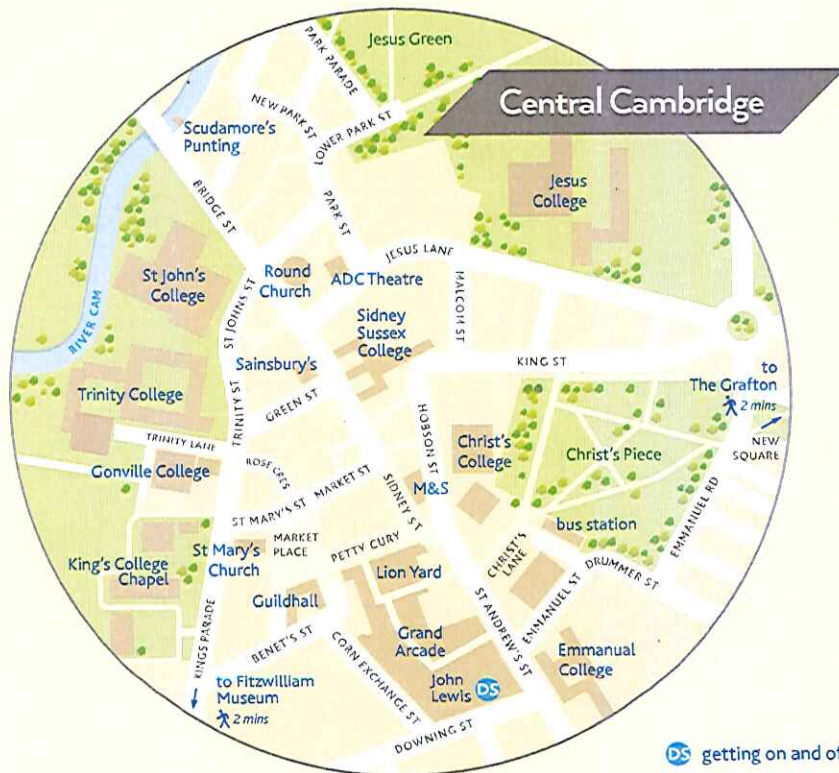 Jesus Green
PARK PARADE
Central Cambridge
NEW PARK ST
LOWER PARK ST
Scudamore's
Punting
BRIDGE ST
PARK ST
Jesus
College
JESUS LANE
RIVER CAM
St John's
College
ST JOHNS ST
Round
Church
ADC Theatre
MALCOM ST
Sidney
Sussex
College
KING ST
to
The Grafton
2 mins
NEW
SQUARE
Sainsbury's
Trinity College
TRINITY ST
GREEN ST
HOBSON ST
Christ's
College
Christ's Piece
TRINITY LANE
Gonville College
ROSE CRES
MARKET ST
SIDNEY ST
M&S
EMMANUEL RD
ST MARY'S ST
bus station
King's College
Chapel
St Mary's
Church
MARKET
PLACE
PETTY CURY
Lion Yard
CHRIST'S
LANE
DRUMMER ST
EMMANUEL ST
Guildhall
ST ANDREW'S ST
KINGS PARADE
BENET'S ST
CORN EXCHANGE ST
Grand
Arcade
Emmanual
College
to Fitzwilliam
Museum
2 mins
John
Lewis
DS
DOWNING ST
DS getting on and of